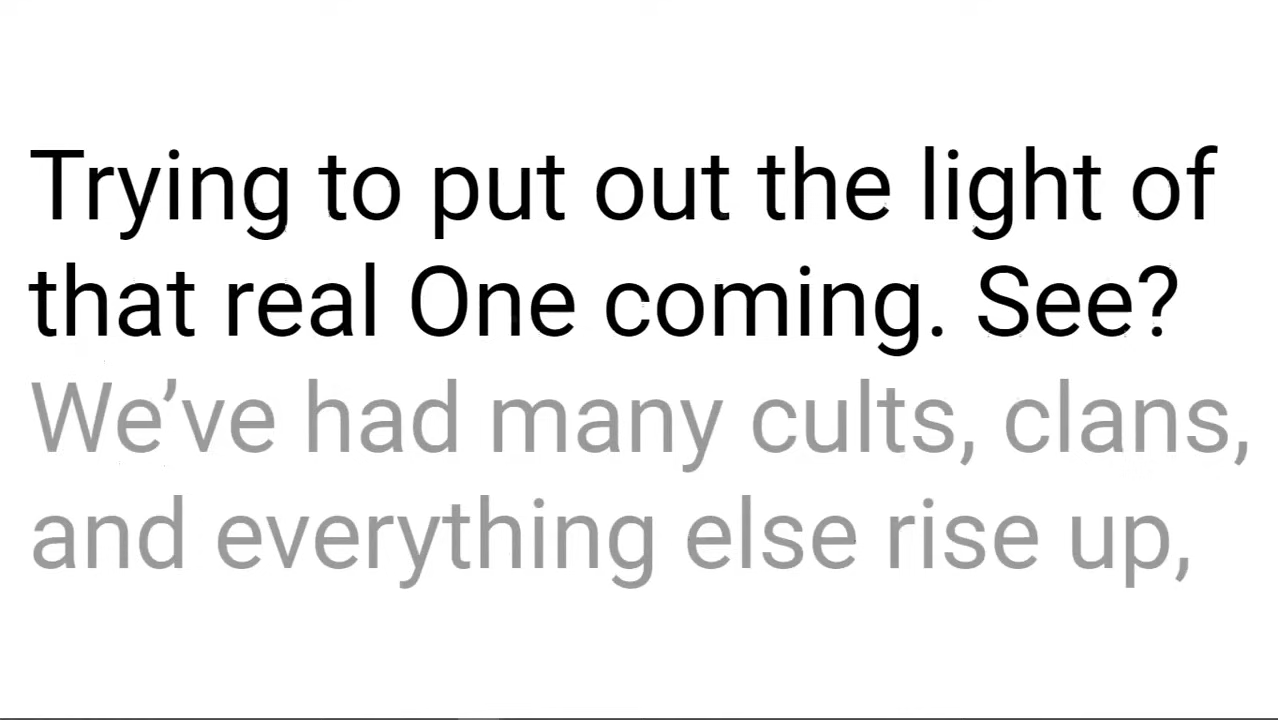 Trying to put out the light of
that real One coming. See?
We’ve had many cults, clans,
and everything else rise up,